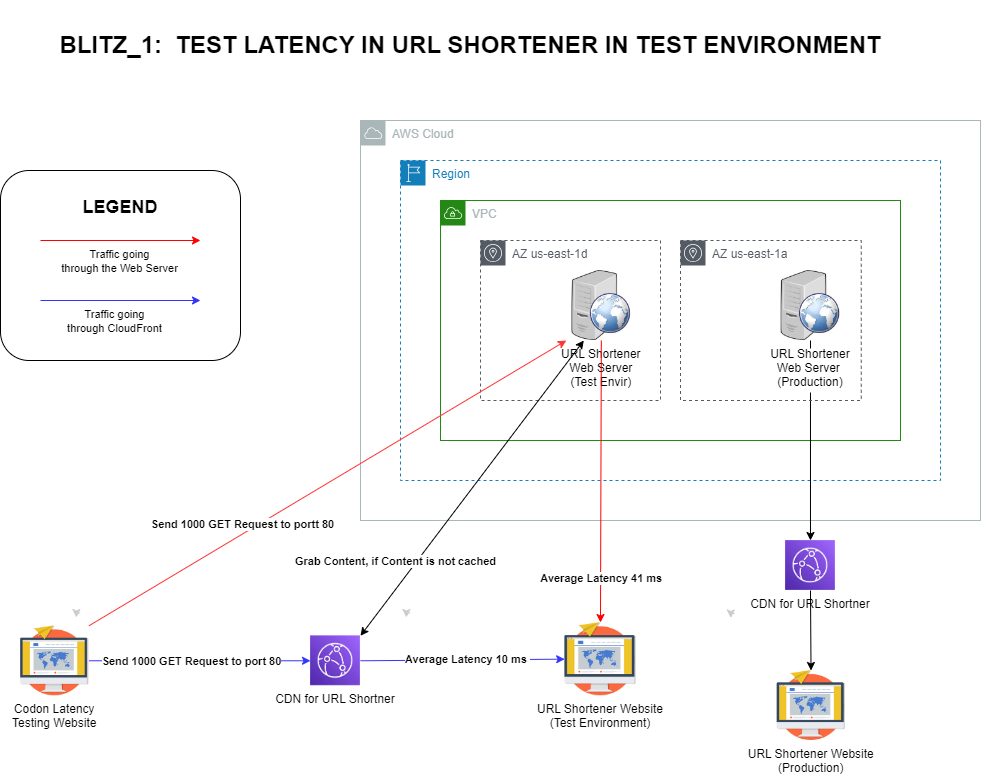 BLITZ_1:  TEST LATENCY IN URL SHORTENER IN TEST ENVIRONMENT
AWS Cloud
Region
VPC
LEGEND
Traffic going
through the Web Server
Traffic going
through CloudFront
AZ us-east-1d
URL Shortener
Web Server
(Test Envir)
AZ us-east-1a
URL Shortener
Web Server
(Production)
Send 1000 GET Request to portt 80
Grab Content, if Content is not cached
Average Latency 41 ms
CDN for URL Shortner
Send 1000 GET Request to port 80
Average Latency 10 ms
Codon Latency
Testing Website
CDN for URL Shortner
URL Shortener Website
(Test Environment)
URL Shortener Website
(Production)